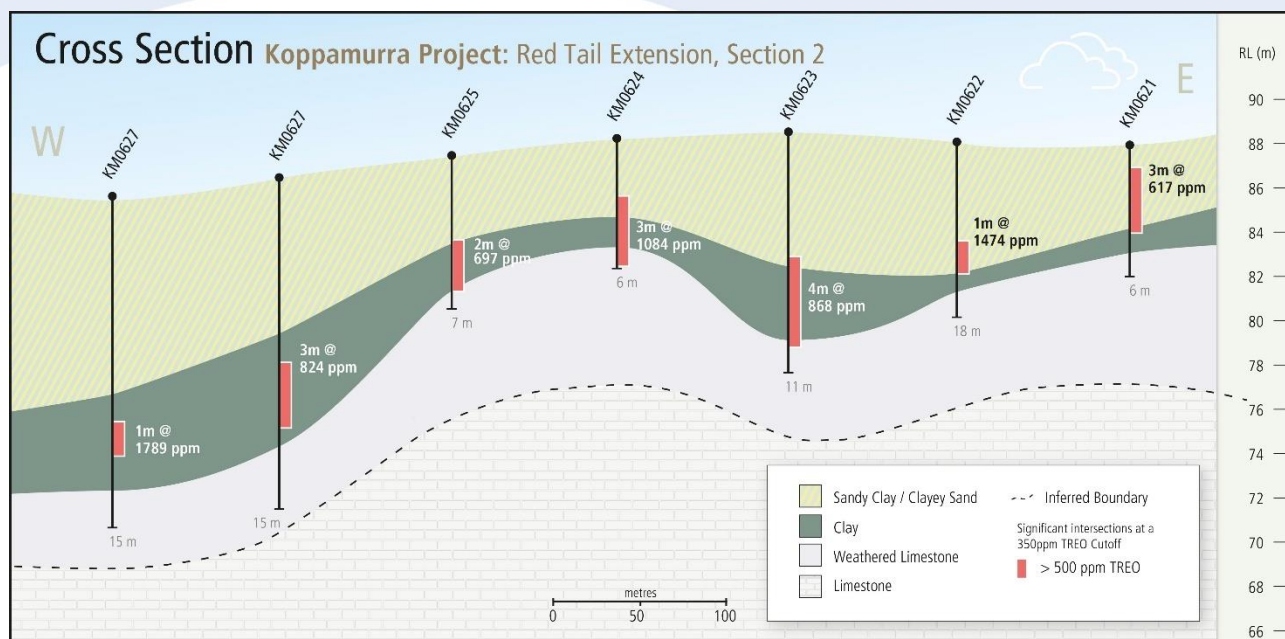 Cross Section Koppamurra Project: Red Tail Extension, Section 2
W
E
RL (m)
KM0627
KM0627
KM0625
KM0624
KM0623
KM0622
KM0621
90
88
86
84
82
80
78
76
74
72
70
68
66
1m @
1789 ppm
15 m
3m @
824 ppm
15 m
2m @
697 ppm
7 m
3m @
1084 ppm
6 m
4m @
868 ppm
11 m
1m @
1474 ppm
18 m
3m @
617 ppm
6 m
Sandy Clay / Clayey Sand
Clay
Weathered Limestone
Limestone
Inferred Boundary
Significant intersections at a
350ppm TREO Cutoff
> 500 ppm TREO
metres
0 50 100